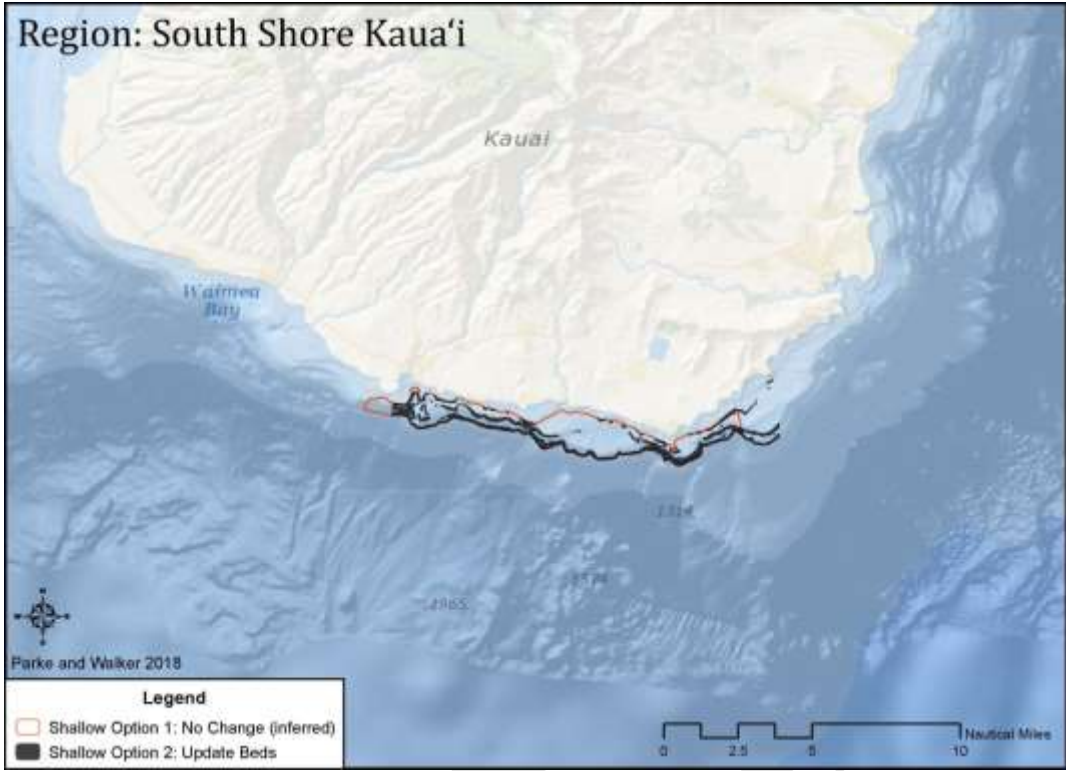 Region: South Shore Kauaʻi
Kauai
Waimea
Bay
Parke and Walker 2018
Legend
Shallow Option 1: No Change (inferred)
Shallow Option 2: Update Beds
Nautical Miles
0 2.5 5 10